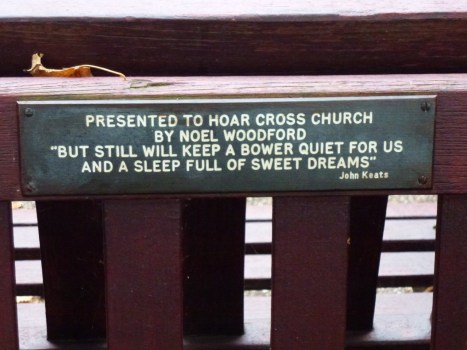 PRESENTED TO HOAR CROSS CHURCH
BY NOEL WOODFORD
"BUT STILL WILL KEEP A BOWER QUIET FOR US
AND A SLEEP FULL OF SWEET DREAMS"
John Keats